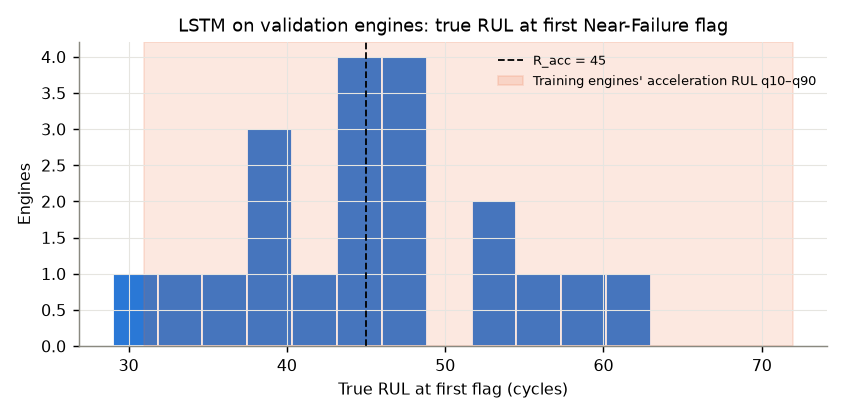 LSTM on validation engines: true RUL at first Near-Failure flag
R_acc = 45
Training engines' acceleration RUL q10–q90
Engines
4.0
3.5
3.0
2.5
2.0
1.5
1.0
0.5
0.0
30 40 50 60 70
True RUL at first flag (cycles)